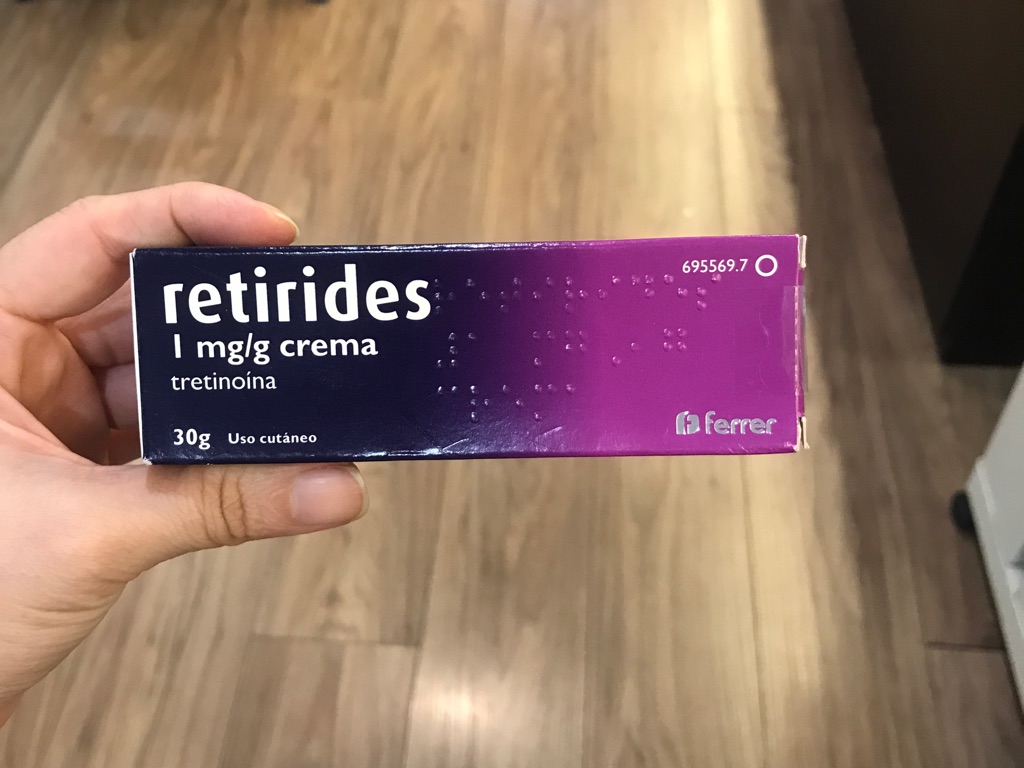 695569.7
retirides
1 mg/g crema
tretinoína
30g Uso cutáneo
ferrer